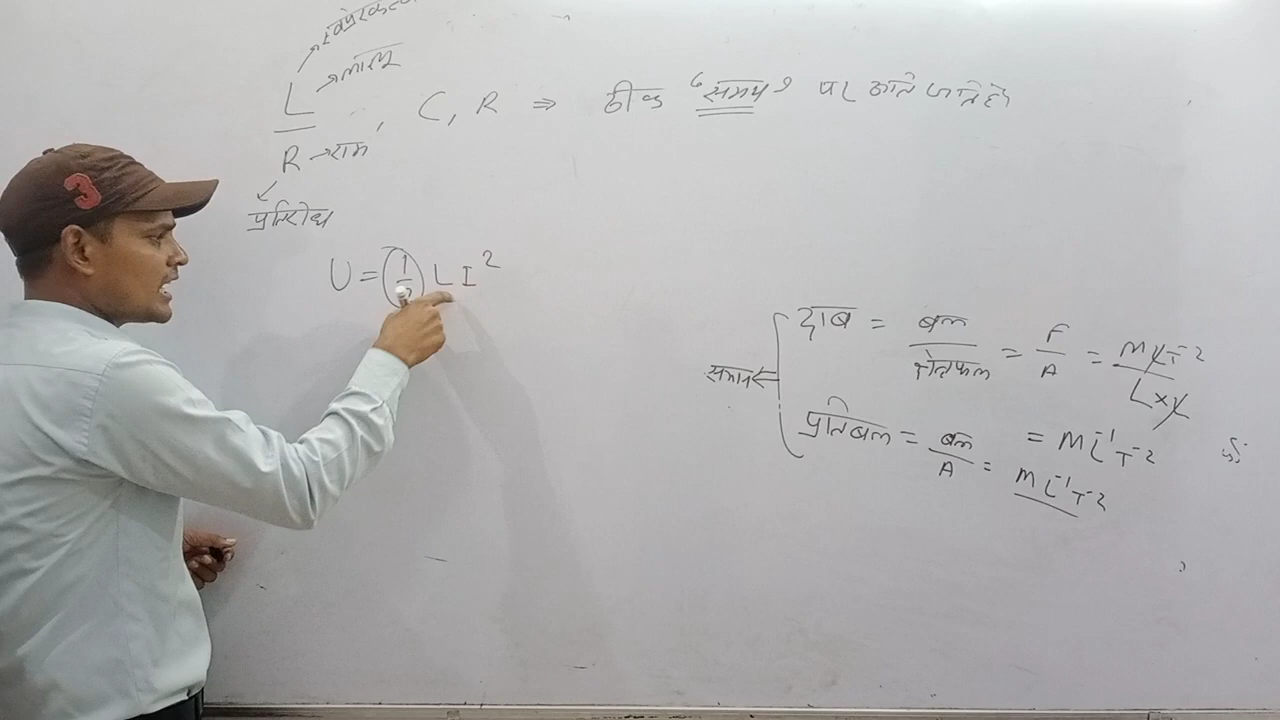 L → लालू
C, R ⇒ ठीक "समय" पर
R → राम
प्रतिरोध
3
U = (1/2) L I²
दाब = बल / क्षेत्रफल = F / A = MLT⁻² / L×L
समान
= ML⁻¹T⁻²
प्रतिबल = बल / A = ML⁻¹T⁻²